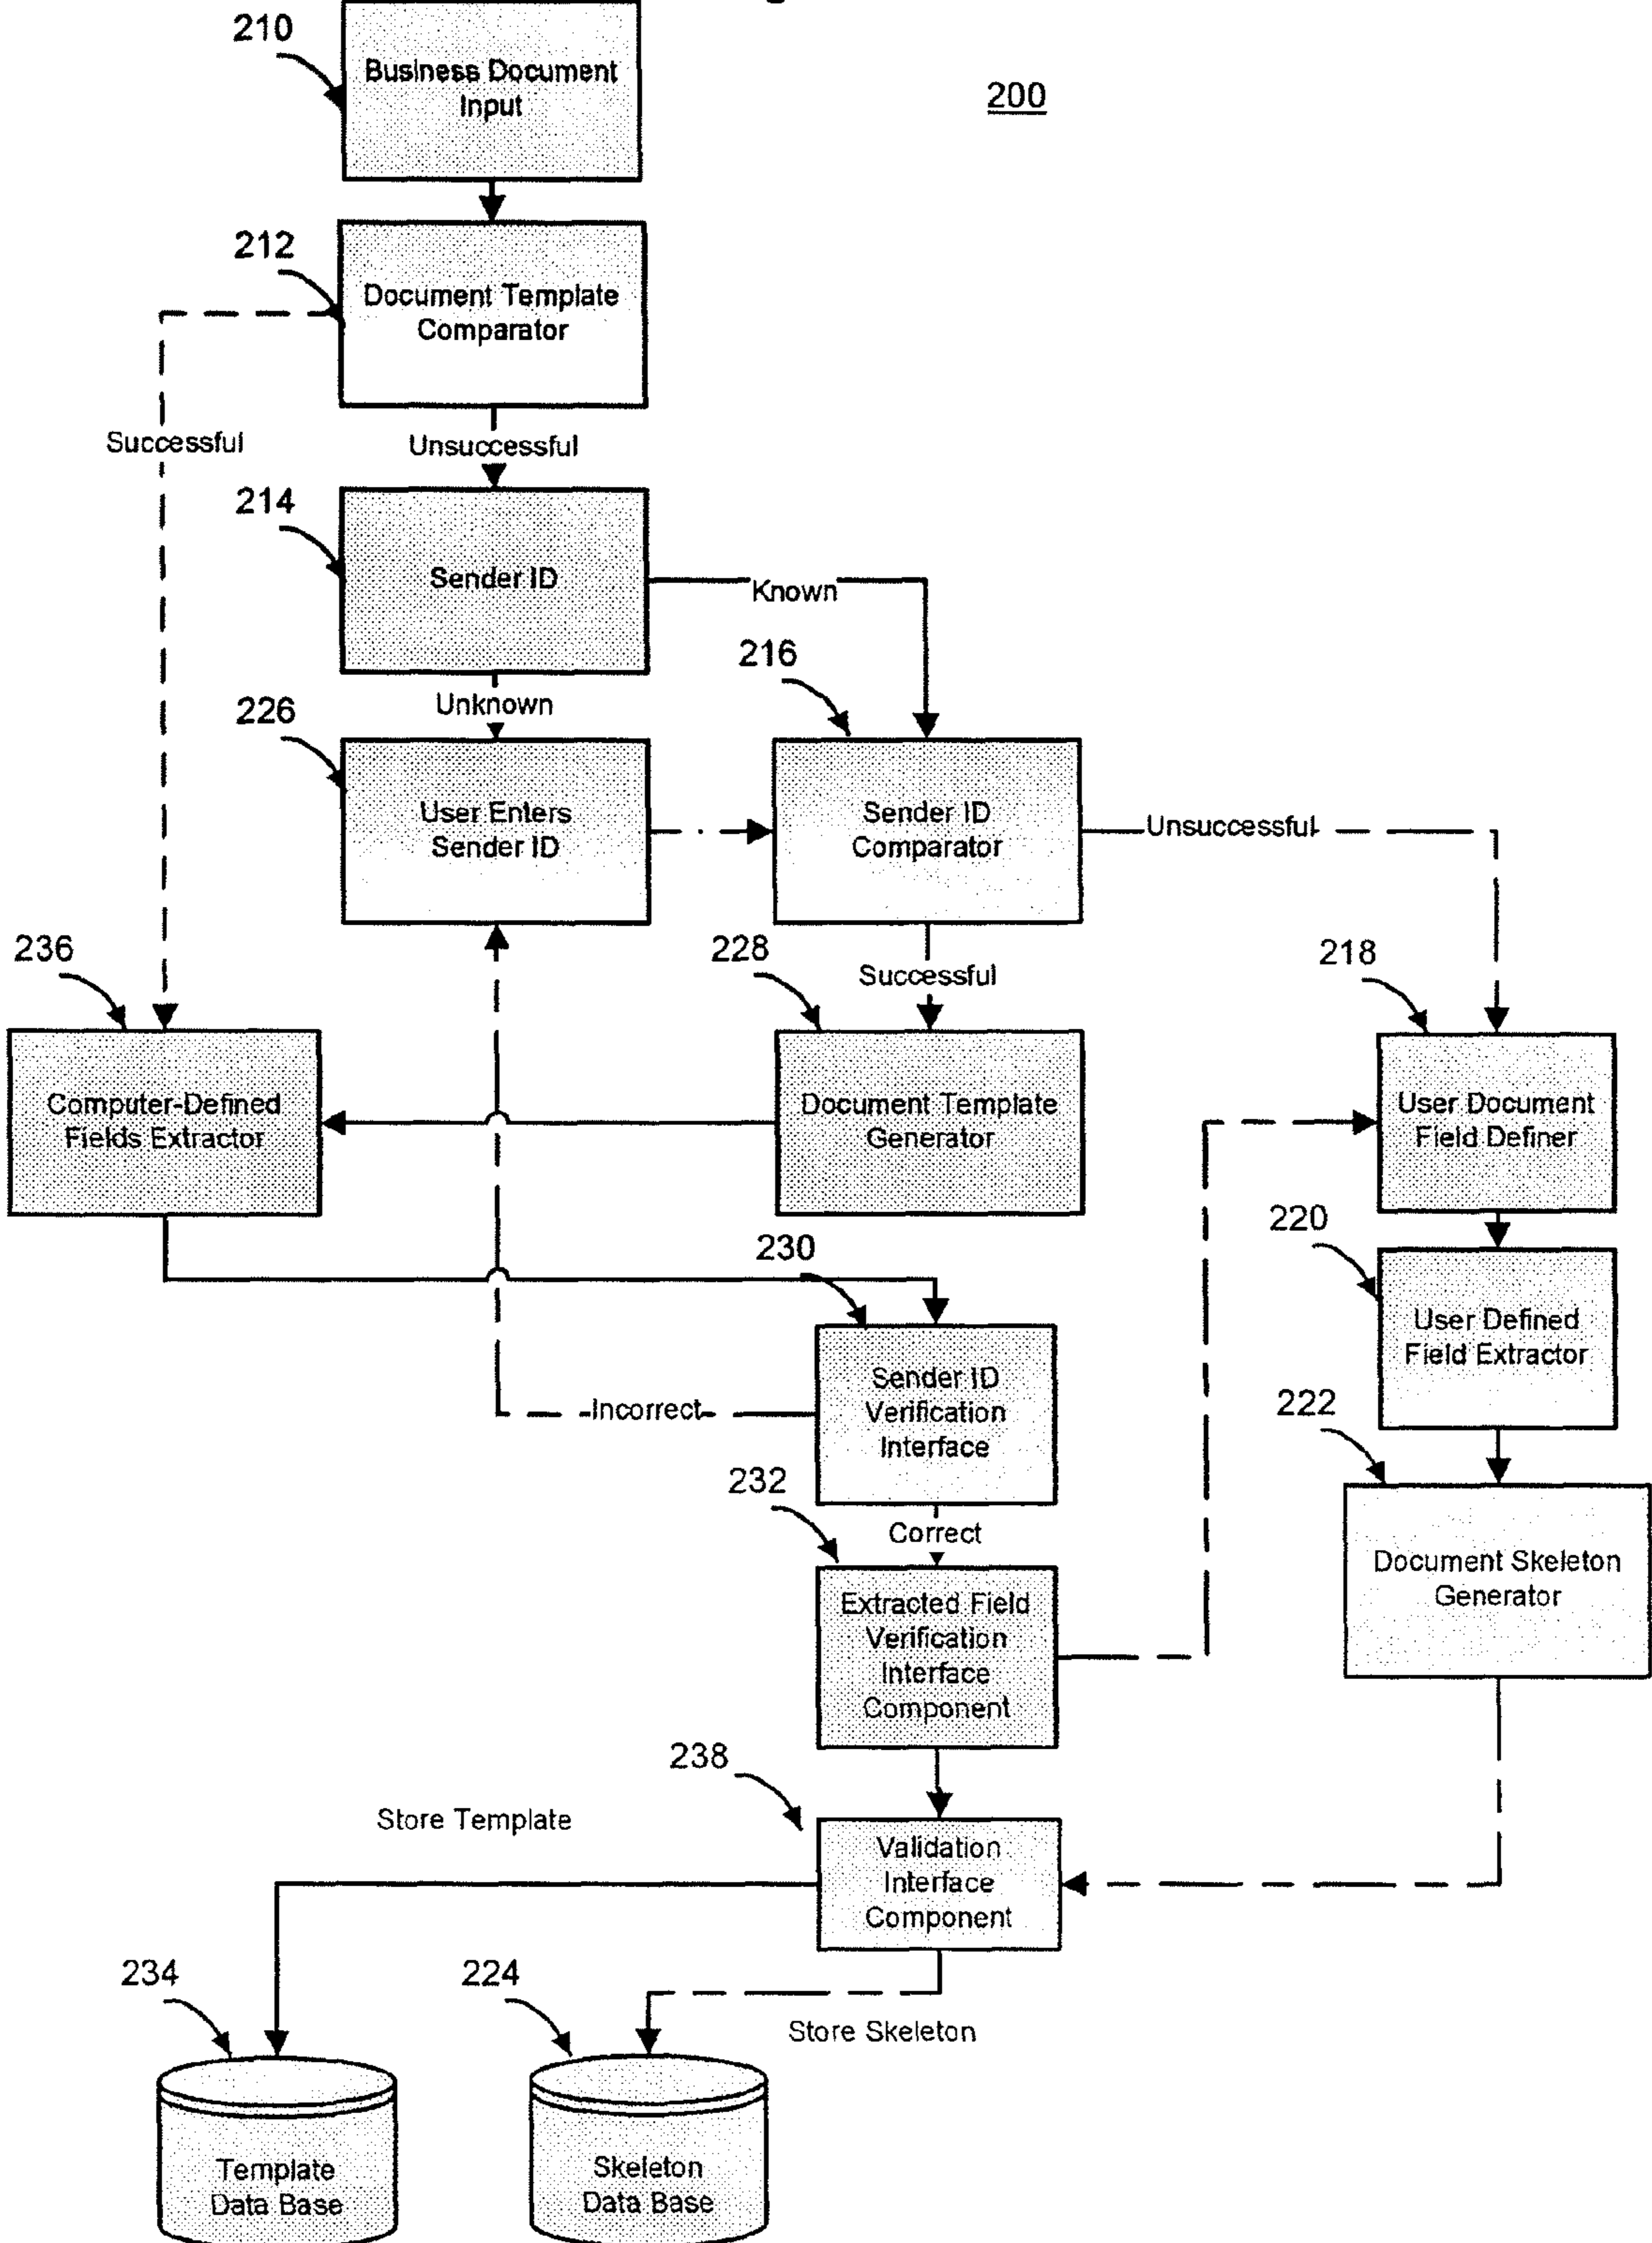 210
Business Document
Input
200
212
Document Template
Comparator
Successful
Unsuccessful
214
Sender ID
Known
216
Unknown
226
User Enters
Sender ID
Sender ID
Comparator
Unsuccessful
236
228
Successful
218
Computer-Defined
Fields Extractor
Document Template
Generator
User Document
Field Definer
220
230
User Defined
Field Extractor
Sender ID
Verification
Interface
Incorrect
222
232
Correct
Document Skeleton
Generator
Extracted Field
Verification
Interface
Component
238
Store Template
Validation
Interface
Component
234
224
Store Skeleton
Template
Data Base
Skeleton
Data Base